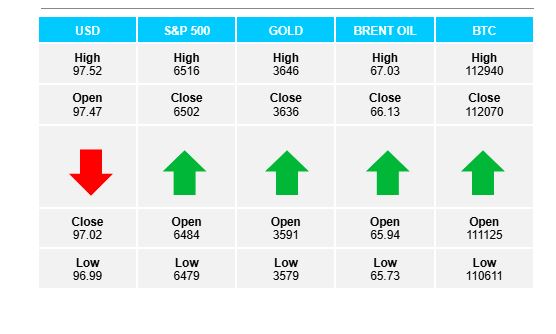 USD S&P 500 GOLD BRENT OIL BTC
High High High High High
97.52 6516 3646 67.03 112940
Open Close Close Close Close
97.47 6502 3636 66.13 112070
Close Open Open Open Open
97.02 6484 3591 65.94 111125
Low Low Low Low Low
96.99 6479 3579 65.73 110611